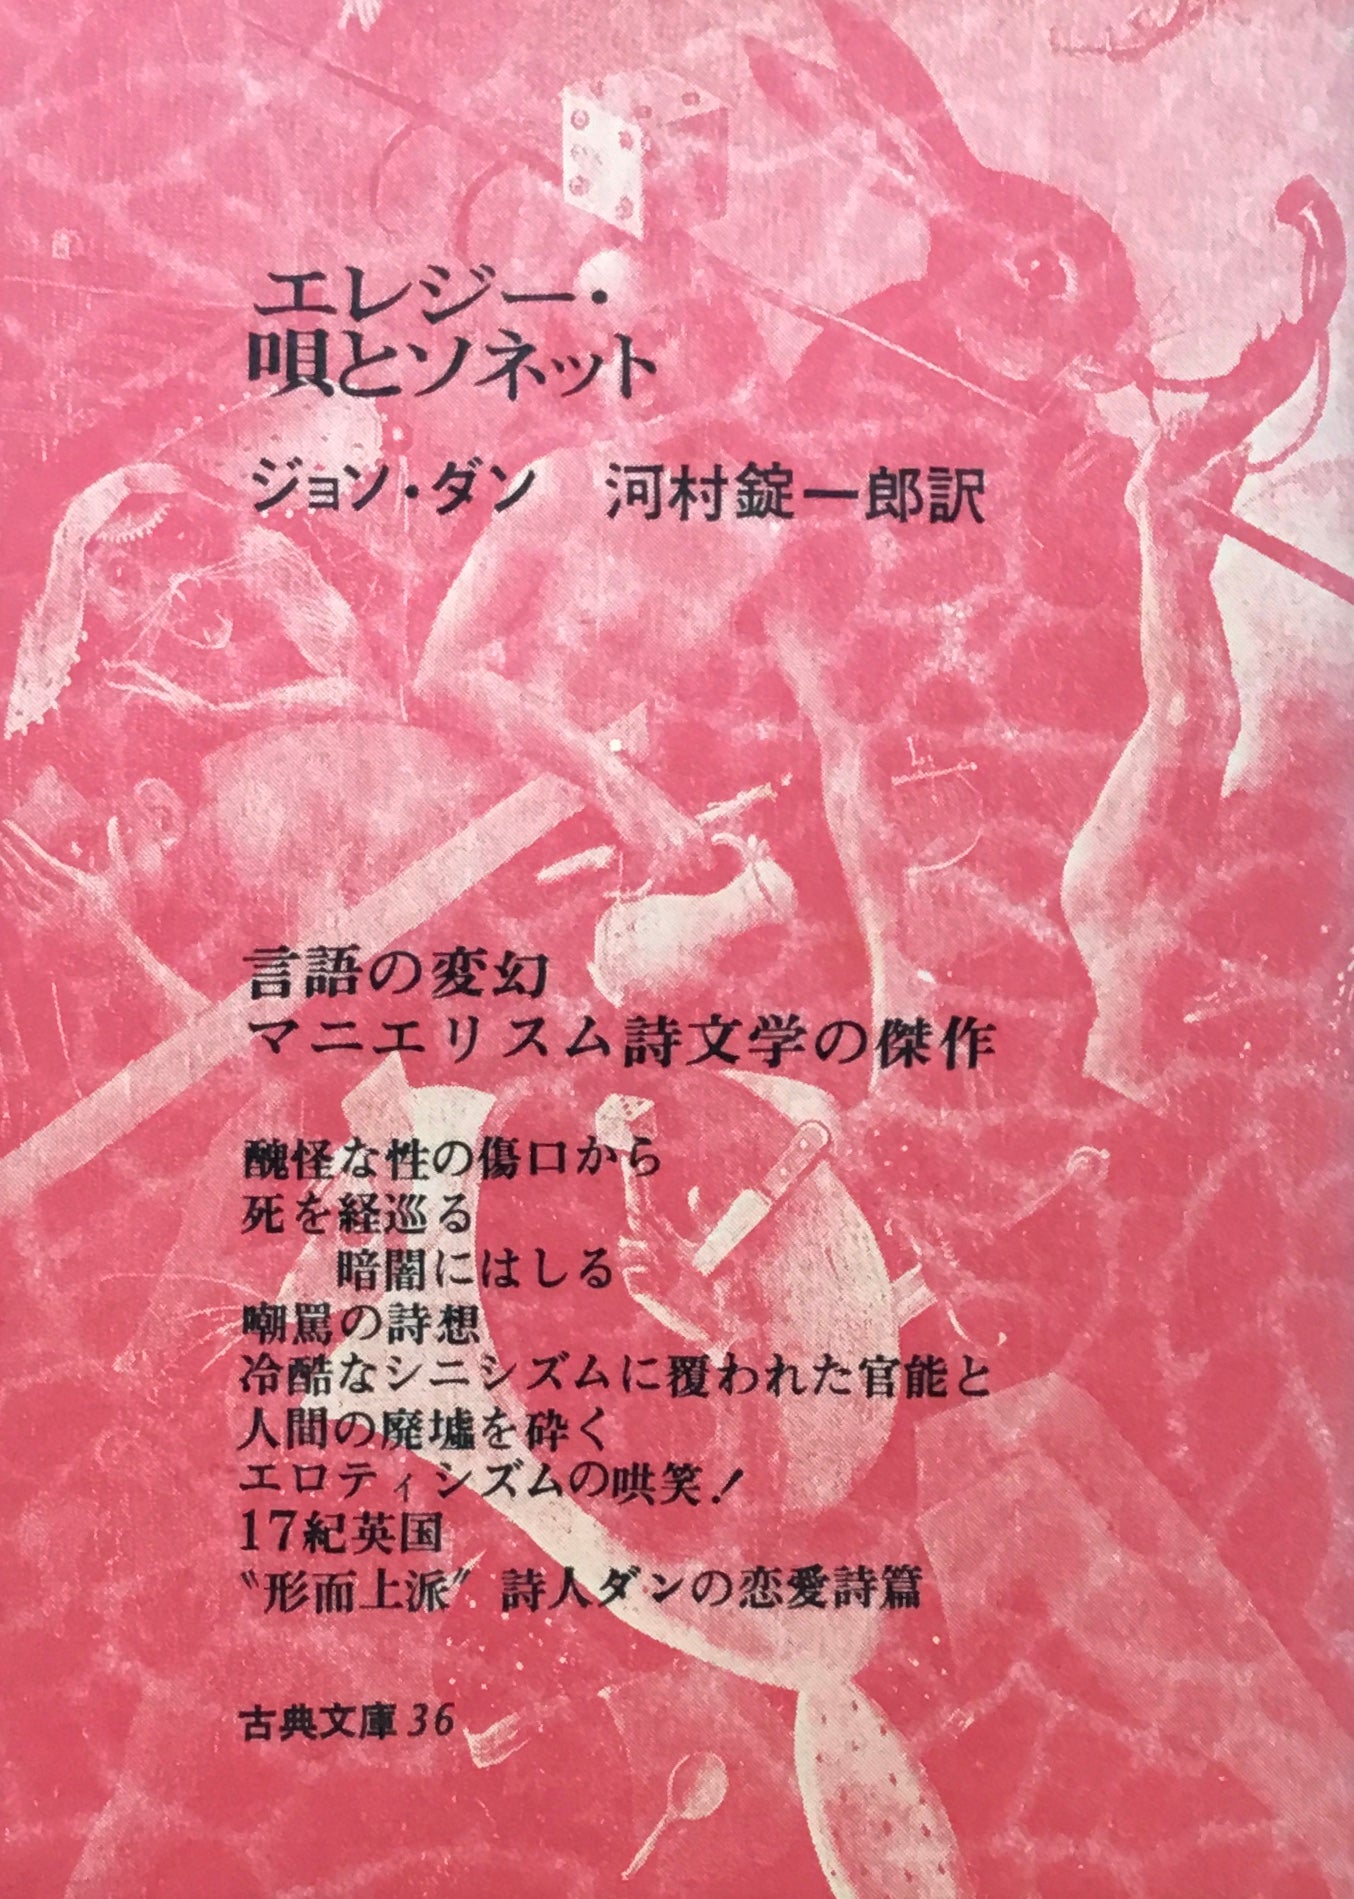 エレジー・
唄とソネット
ジョン・ダン 河村錠一郎訳
言語の変幻
マニエリスム詩文学の傑作
醜怪な性の傷口から
死を経巡る
暗闇にはしる
嘲罵の詩想
冷酷なシニシズムに覆われた官能と
人間の廃墟を砕く
エロティシズムの哄笑！
17紀英国
〝形而上派〟詩人ダンの恋愛詩篇
古典文庫36